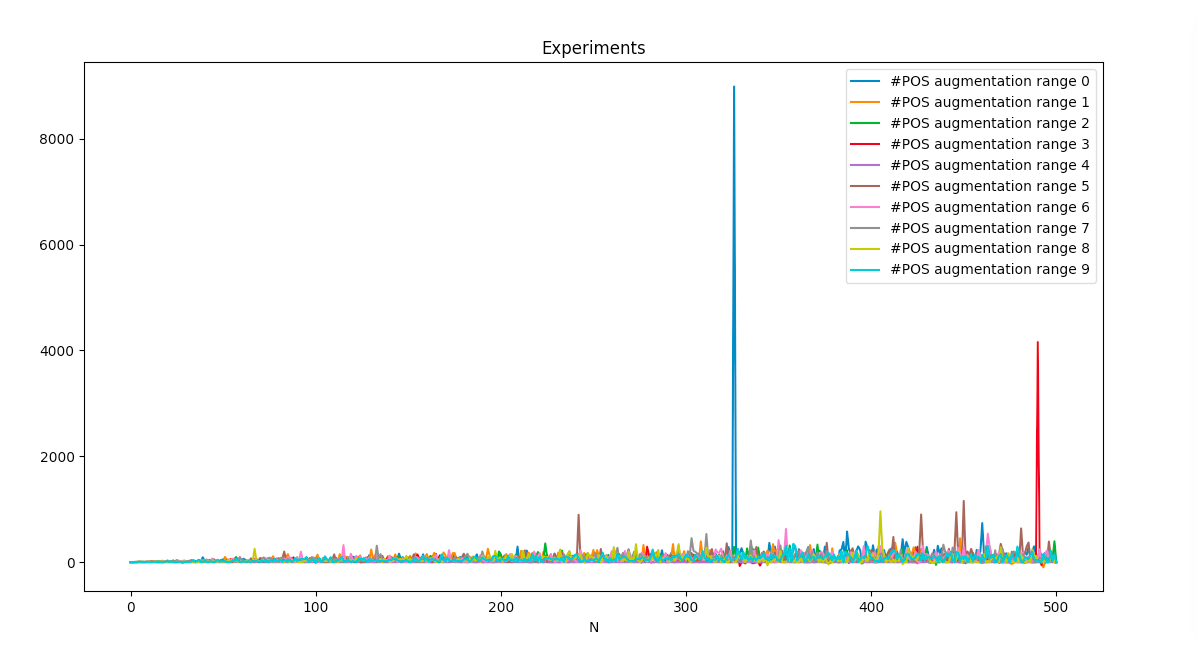 Experiments
#POS augmentation range 0
#POS augmentation range 1
#POS augmentation range 2
#POS augmentation range 3
#POS augmentation range 4
#POS augmentation range 5
#POS augmentation range 6
#POS augmentation range 7
#POS augmentation range 8
#POS augmentation range 9
8000
6000
4000
2000
0
0 100 200 300 400 500
N